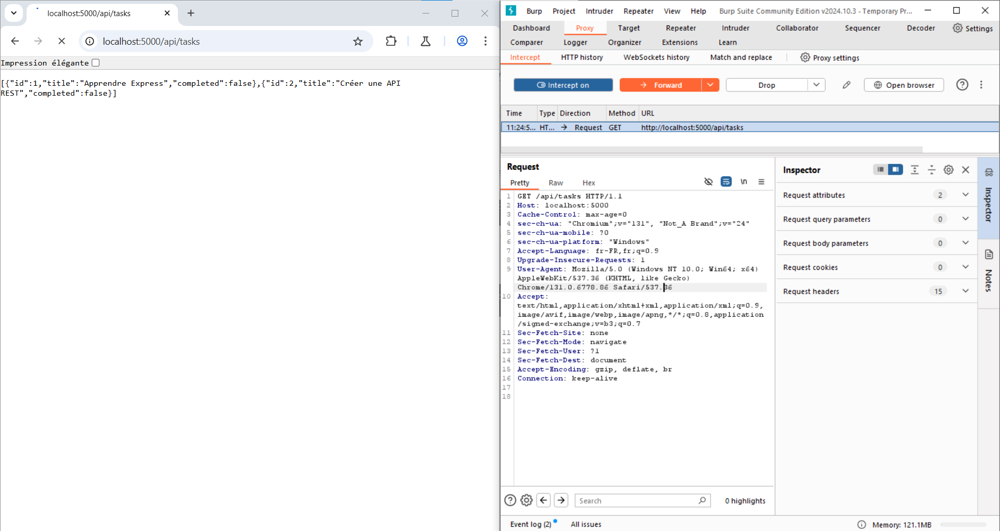 localhost:5000/api/tasks
localhost:5000/api/tasks
Impression élégante
[{"id":1,"title":"Apprendre Express","completed":false},{"id":2,"title":"Créer une API
REST","completed":false}]
Burp Project Intruder Repeater View Help Burp Suite Community Edition v2024.10.3 - Temporary Pr...
Dashboard Proxy Target Repeater Intruder Collaborator Sequencer Decoder Settings
Comparer Logger Organizer Extensions Learn
Intercept HTTP history WebSockets history Match and replace Proxy settings
Intercept on Forward Drop Open browser
Time Type Direction Method URL
11:24:5... HT... → Request GET http://localhost:5000/api/tasks
Request
Pretty Raw Hex \n
1 GET /api/tasks HTTP/1.1
2 Host: localhost:5000
3 Cache-Control: max-age=0
4 sec-ch-ua: "Chromium";v="131", "Not_A Brand";v="24"
5 sec-ch-ua-mobile: ?0
6 sec-ch-ua-platform: "Windows"
7 Accept-Language: fr-FR,fr;q=0.9
8 Upgrade-Insecure-Requests: 1
9 User-Agent: Mozilla/5.0 (Windows NT 10.0; Win64; x64)
AppleWebKit/537.36 (KHTML, like Gecko)
Chrome/131.0.6778.86 Safari/537.36
10 Accept:
text/html,application/xhtml+xml,application/xml;q=0.9,
image/avif,image/webp,image/apng,*/*;q=0.8,application
/signed-exchange;v=b3;q=0.7
11 Sec-Fetch-Site: none
12 Sec-Fetch-Mode: navigate
13 Sec-Fetch-User: ?1
14 Sec-Fetch-Dest: document
15 Accept-Encoding: gzip, deflate, br
16 Connection: keep-alive
17
18
Inspector
Request attributes 2
Request query parameters 0
Request body parameters 0
Request cookies 0
Request headers 15
Inspector
Notes
Search 0 highlights
Event log (2) All issues Memory: 121.1MB